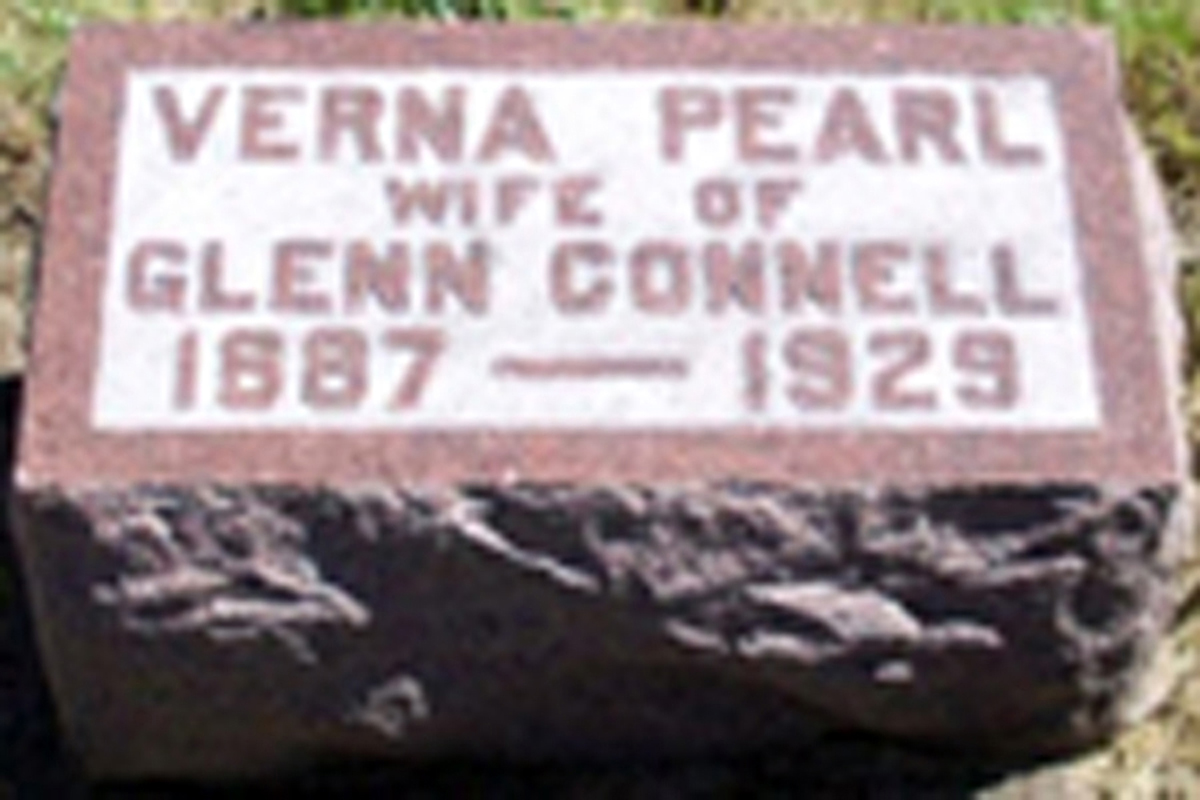 VERNA PEARL
WIFE OF
GLENN CONNELL
1887 — 1929